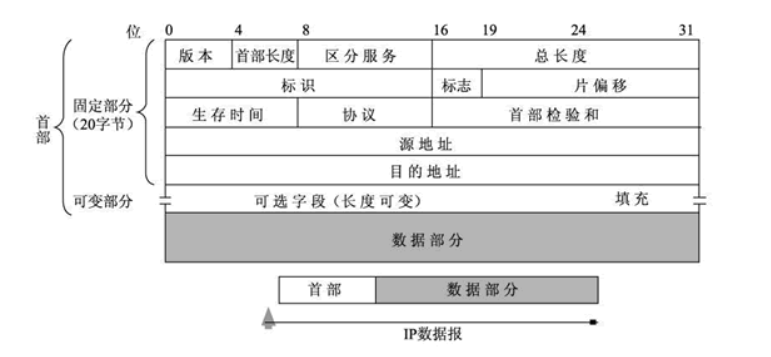 位 0 4 8 16 19 24 31
版本 首部长度 区分服务 总长度
标识 标志 片偏移
生存时间 协议 首部检验和
源地址
目的地址
可选字段(长度可变) 填充
首部
固定部分
(20字节)
可变部分
数据部分
首部 数据部分
IP数据报